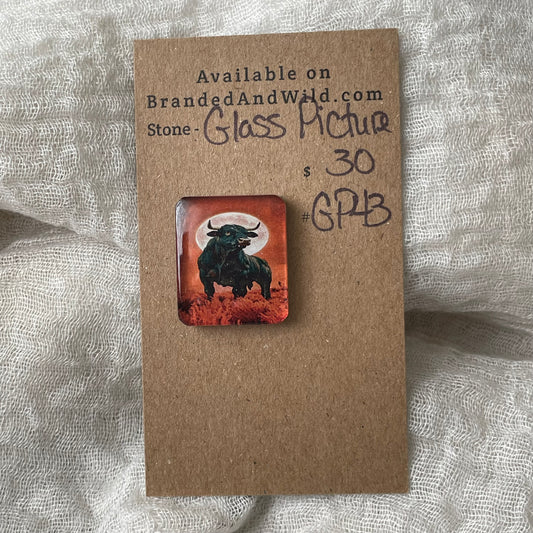 Available on
BrandedAndWild.com
Stone - Glass Picture
$ 30
#GP43